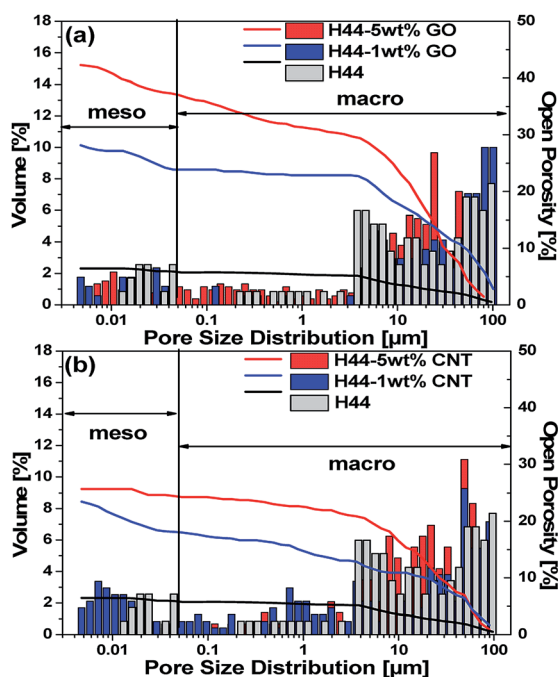 (a)
H44-5wt% GO
H44-1wt% GO
H44
meso
macro
18
16
14
12
10
8
6
4
2
0
Volume [%]
50
40
30
20
10
0
Open Porosity [%]
0.01
0.1
1
10
100
Pore Size Distribution [µm]
(b)
H44-5wt% CNT
H44-1wt% CNT
H44
meso
macro
18
16
14
12
10
8
6
4
2
0
Volume [%]
50
40
30
20
10
0
Open Porosity [%]
0.01
0.1
1
10
100
Pore Size Distribution [µm]